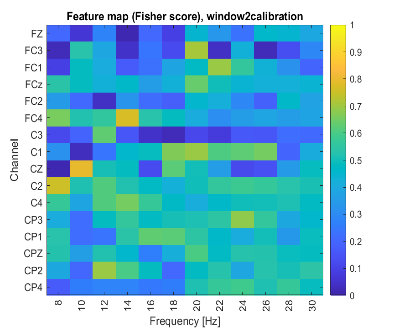 Feature map (Fisher score), window2calibration
Channel
FZ
FC3
FC1
FCz
FC2
FC4
C3
C1
CZ
C2
C4
CP3
CP1
CPZ
CP2
CP4
8 10 12 14 16 18 20 22 24 26 28 30
Frequency [Hz]
1
0.9
0.8
0.7
0.6
0.5
0.4
0.3
0.2
0.1
0